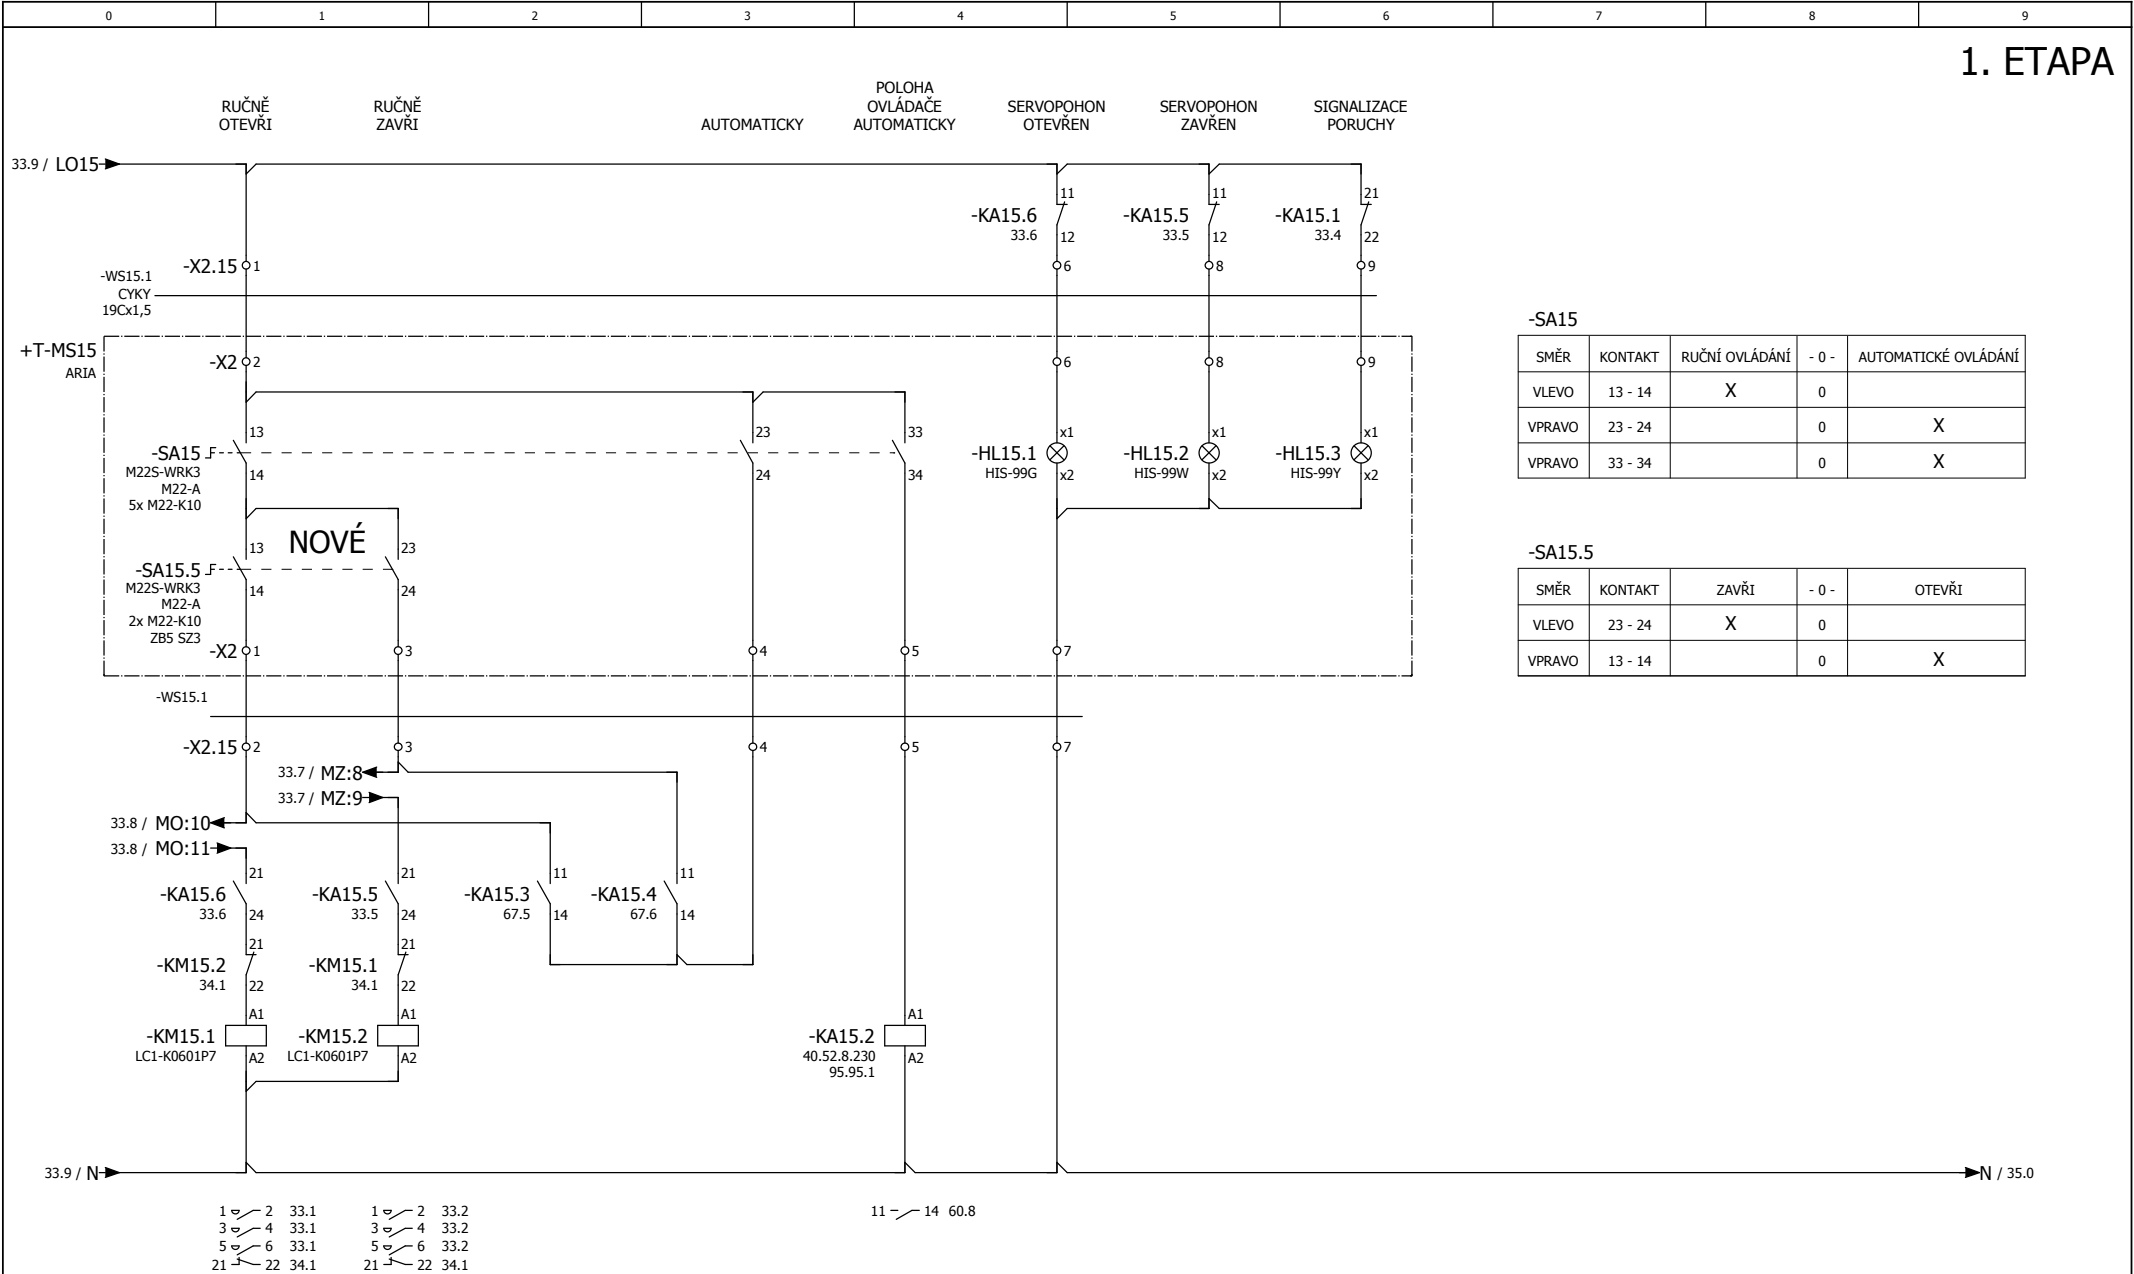 0 1 2 3 4 5 6 7 8 9
1. ETAPA
RUČNĚ
OTEVŘI
RUČNĚ
ZAVŘI
AUTOMATICKY
POLOHA
OVLÁDAČE
AUTOMATICKY
SERVOPOHON
OTEVŘEN
SERVOPOHON
ZAVŘEN
SIGNALIZACE
PORUCHY
33.9 / LO15
-KA15.6
33.6
11
12
-KA15.5
33.5
11
12
-KA15.1
33.4
21
22
-X2.15 1 6 8 9
-WS15.1
CYKY
19Cx1,5
+T-MS15
ARIA
-X2 2 6 8 9
-SA15
M22S-WRK3
M22-A
5x M22-K10
13
14
23
24
33
34
-HL15.1
HIS-99G
x1
x2
-HL15.2
HIS-99W
x1
x2
-HL15.3
HIS-99Y
x1
x2
NOVÉ
-SA15.5
M22S-WRK3
M22-A
2x M22-K10
ZB5 SZ3
13
14
23
24
-X2 1 3 4 5 7
-WS15.1
-X2.15 2 3 4 5 7
33.7 / MZ:8
33.7 / MZ:9
33.8 / MO:10
33.8 / MO:11
-KA15.6
33.6
21
24
-KA15.5
33.5
21
24
-KA15.3
67.5
11
14
-KA15.4
67.6
11
14
-KM15.2
34.1
21
22
-KM15.1
34.1
21
22
-KM15.1
LC1-K0601P7
A1
A2
-KM15.2
LC1-K0601P7
A1
A2
-KA15.2
40.52.8.230
95.95.1
A1
A2
33.9 / N
N / 35.0
1 2 33.1
3 4 33.1
5 6 33.1
21 22 34.1
1 2 33.2
3 4 33.2
5 6 33.2
21 22 34.1
11 14 60.8
-SA15
SMĚR KONTAKT RUČNÍ OVLÁDÁNÍ - 0 - AUTOMATICKÉ OVLÁDÁNÍ
VLEVO 13 - 14 X 0
VPRAVO 23 - 24 0 X
VPRAVO 33 - 34 0 X
-SA15.5
SMĚR KONTAKT ZAVŘI - 0 - OTEVŘI
VLEVO 23 - 24 X 0
VPRAVO 13 - 14 0 X